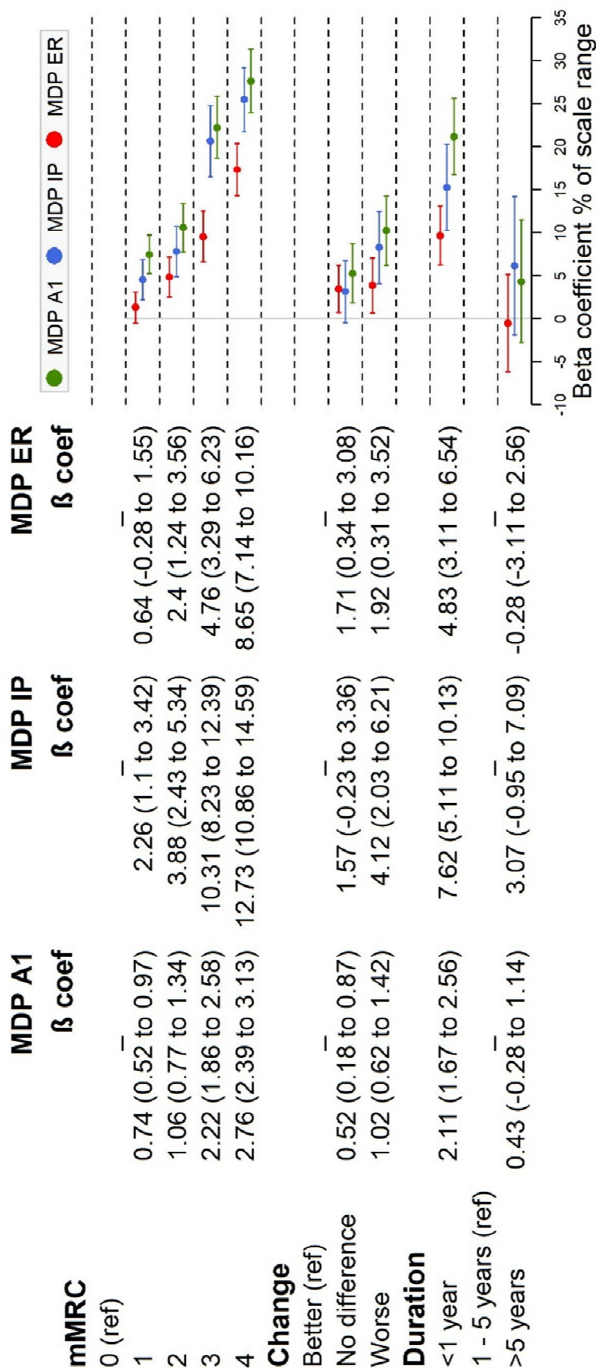 MDP A1 MDP IP MDP ER
MDP A1 MDP IP MDP ER
ß coef ß coef ß coef
mMRC
0 (ref) – – –
1 0.74 (0.52 to 0.97) 2.26 (1.1 to 3.42) 0.64 (-0.28 to 1.55)
2 1.06 (0.77 to 1.34) 3.88 (2.43 to 5.34) 2.4 (1.24 to 3.56)
3 2.22 (1.86 to 2.58) 10.31 (8.23 to 12.39) 4.76 (3.29 to 6.23)
4 2.76 (2.39 to 3.13) 12.73 (10.86 to 14.59) 8.65 (7.14 to 10.16)
Change
Better (ref) – – –
No difference 0.52 (0.18 to 0.87) 1.57 (-0.23 to 3.36) 1.71 (0.34 to 3.08)
Worse 1.02 (0.62 to 1.42) 4.12 (2.03 to 6.21) 1.92 (0.31 to 3.52)
Duration
<1 year 2.11 (1.67 to 2.56) 7.62 (5.11 to 10.13) 4.83 (3.11 to 6.54)
1 - 5 years (ref) – – –
>5 years 0.43 (-0.28 to 1.14) 3.07 (-0.95 to 7.09) -0.28 (-3.11 to 2.56)
-10 -5 0 5 10 15 20 25 30 35
Beta coefficient % of scale range